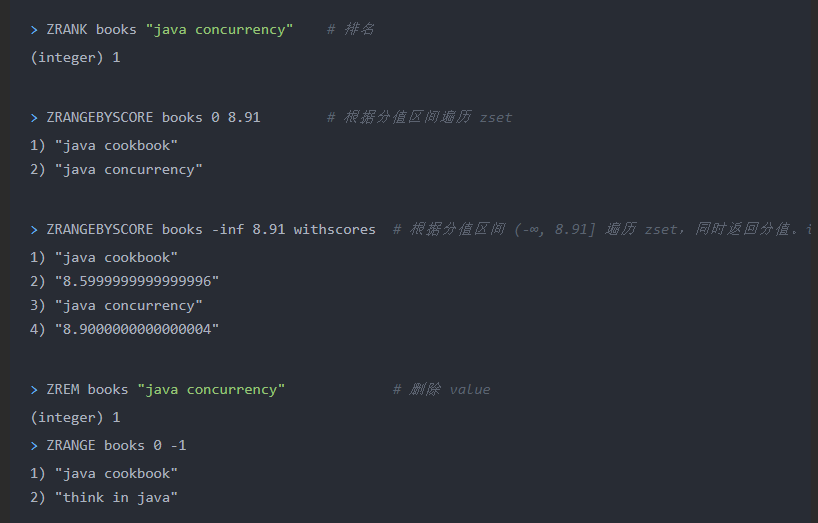 > ZRANK books "java concurrency"    # 排名
(integer) 1
> ZRANGEBYSCORE books 0 8.91        # 根据分值区间遍历 zset
1) "java cookbook"
2) "java concurrency"
> ZRANGEBYSCORE books -inf 8.91 withscores  # 根据分值区间 (-∞, 8.91] 遍历 zset，同时返回分值。i
1) "java cookbook"
2) "8.5999999999999996"
3) "java concurrency"
4) "8.9000000000000004"
> ZREM books "java concurrency"             # 删除 value
(integer) 1
> ZRANGE books 0 -1
1) "java cookbook"
2) "think in java"